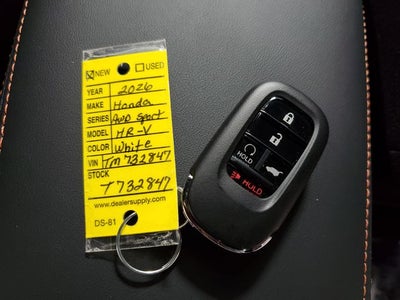 NEW USED
YEAR 2026
MAKE Honda
SERIES AWD Sport
MODEL HR-V
COLOR White
VIN TM732847
STOCK
T732847
www.dealersupply.com
DS-81
HOLD
HOLD